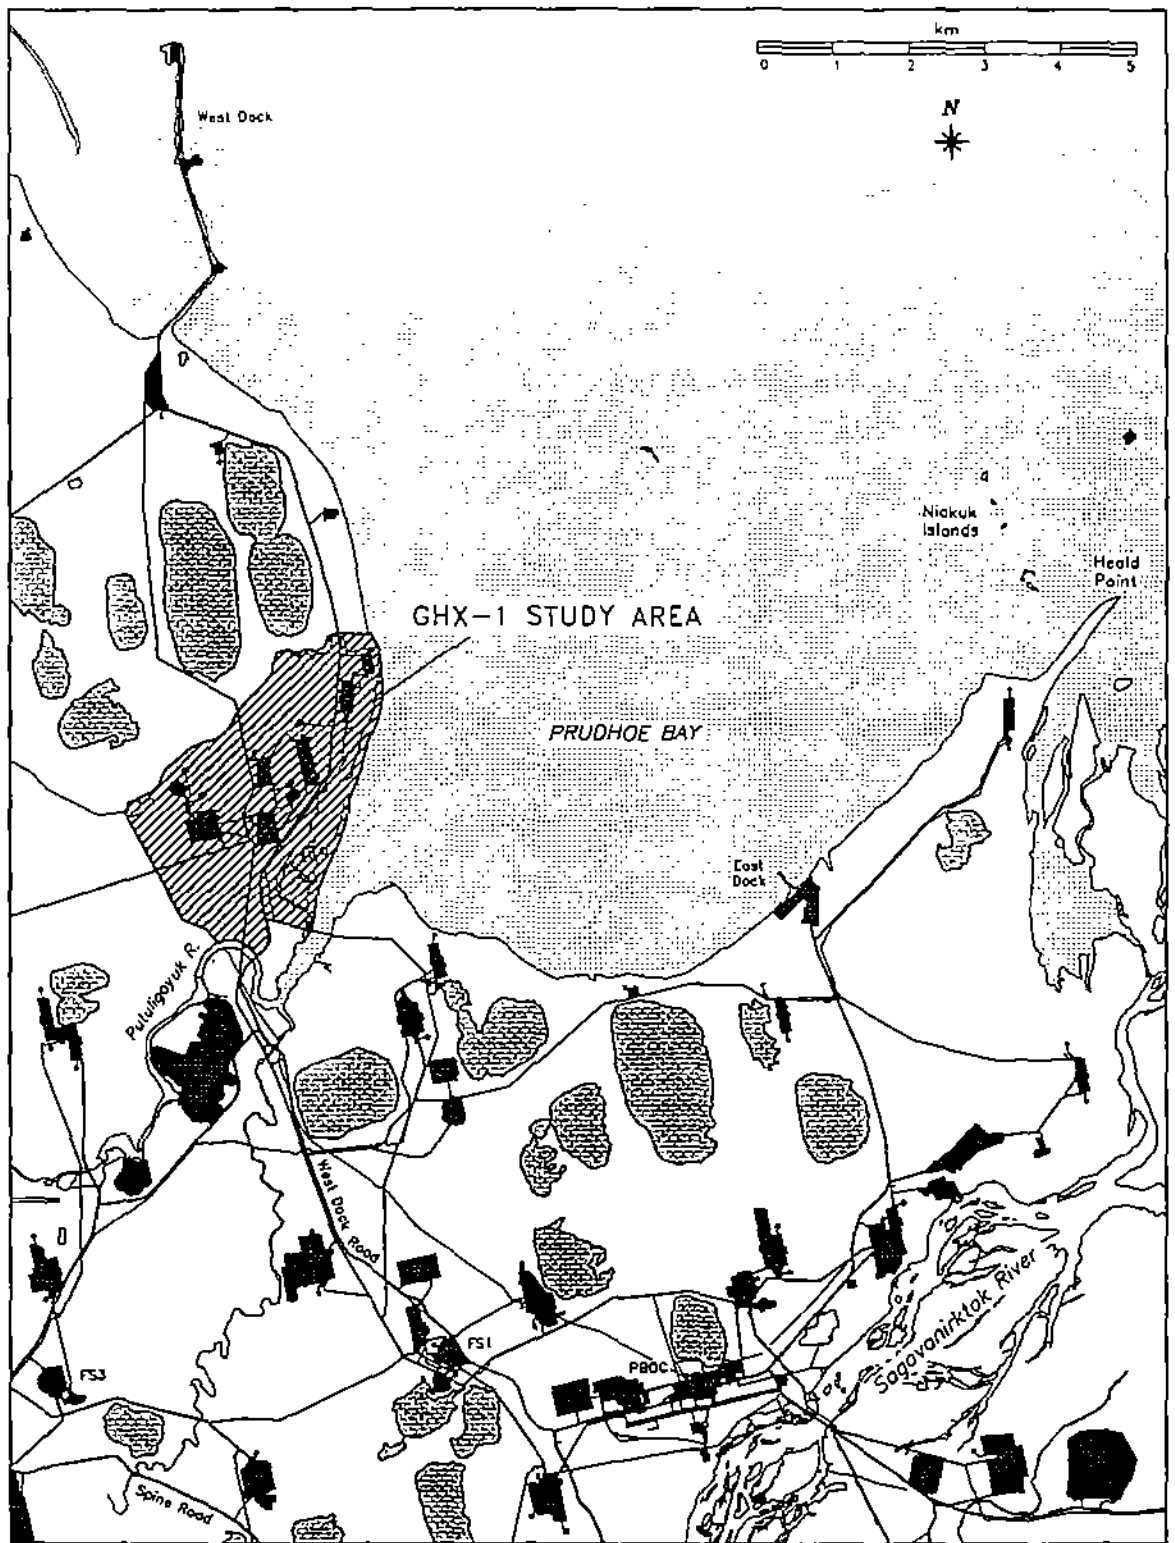 km
0 1 2 3 4 5
N
West Dock
Niakuk
Islands
Heald
Point
GHX-1 STUDY AREA
PRUDHOE BAY
East
Dock
Putuligayuk R.
West Dock Road
Sagavanirktok River
FS1
PBOC
FS3
Spine Road